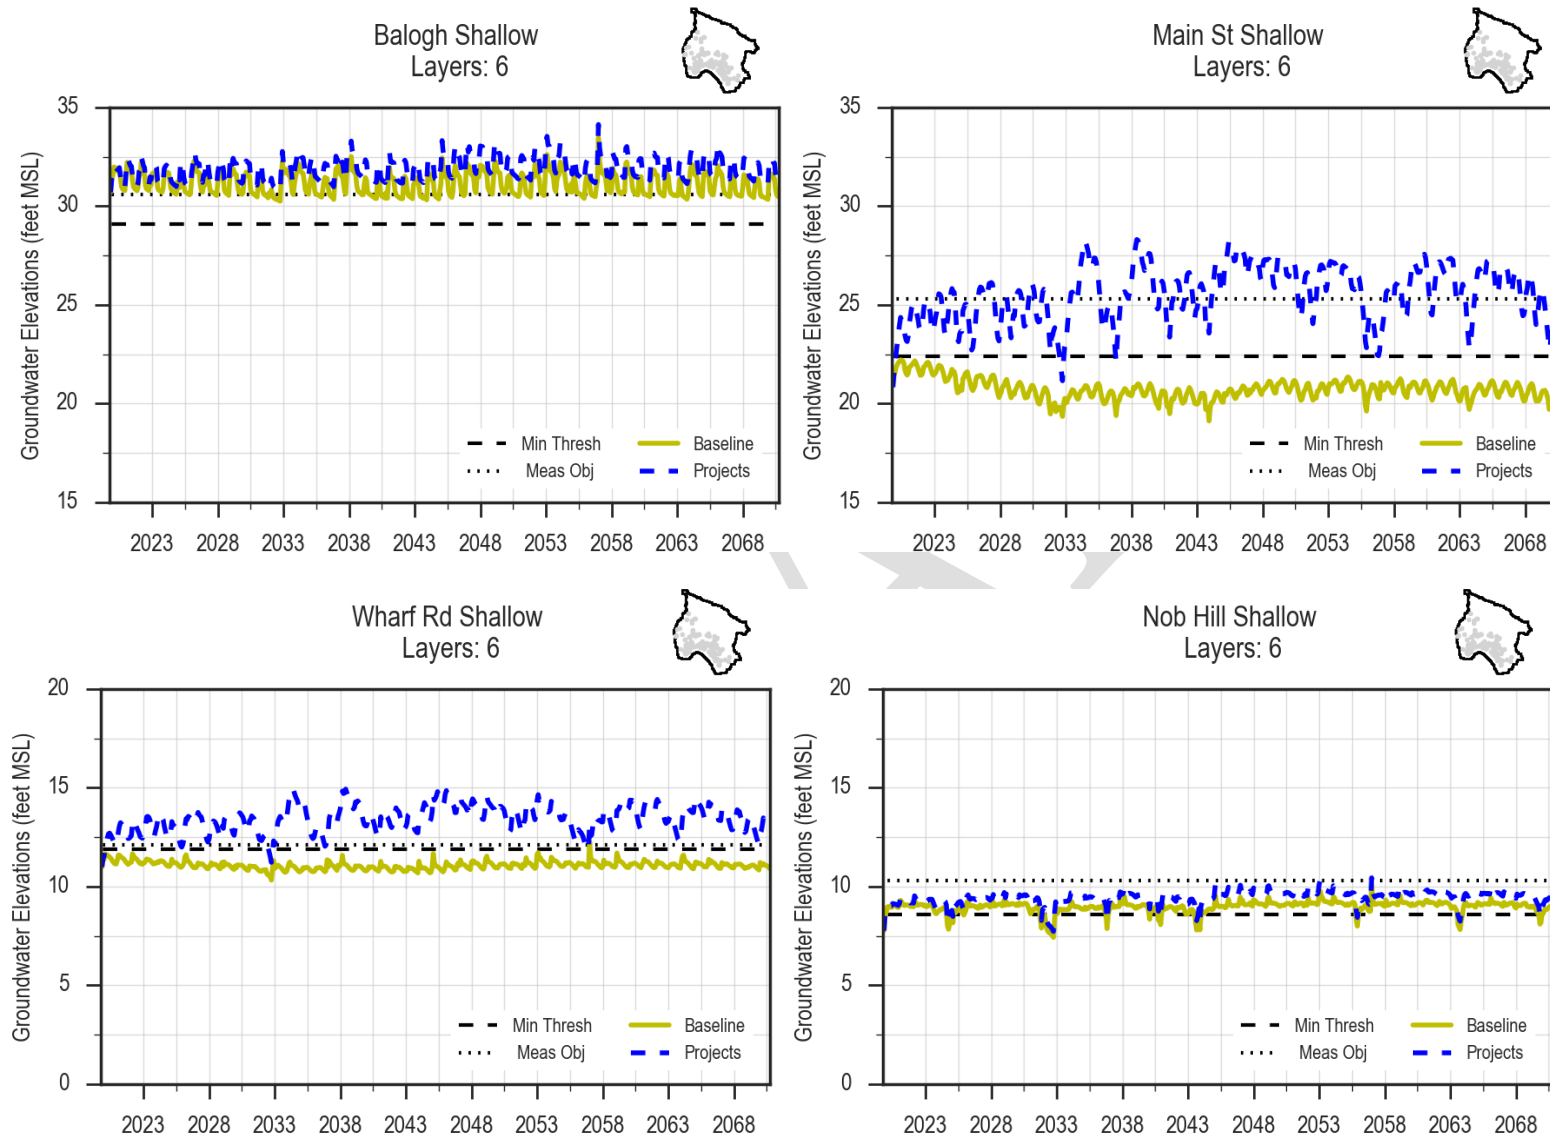 Balogh Shallow
Layers: 6
Groundwater Elevations (feet MSL)
35
30
25
20
15
Min Thresh
Baseline
Meas Obj
Projects
2023 2028 2033 2038 2043 2048 2053 2058 2063 2068
Main St Shallow
Layers: 6
Groundwater Elevations (feet MSL)
35
30
25
20
15
Min Thresh
Baseline
Meas Obj
Projects
2023 2028 2033 2038 2043 2048 2053 2058 2063 2068
Wharf Rd Shallow
Layers: 6
Groundwater Elevations (feet MSL)
20
15
10
5
0
Min Thresh
Baseline
Meas Obj
Projects
2023 2028 2033 2038 2043 2048 2053 2058 2063 2068
Nob Hill Shallow
Layers: 6
Groundwater Elevations (feet MSL)
20
15
10
5
0
Min Thresh
Baseline
Meas Obj
Projects
2023 2028 2033 2038 2043 2048 2053 2058 2063 2068